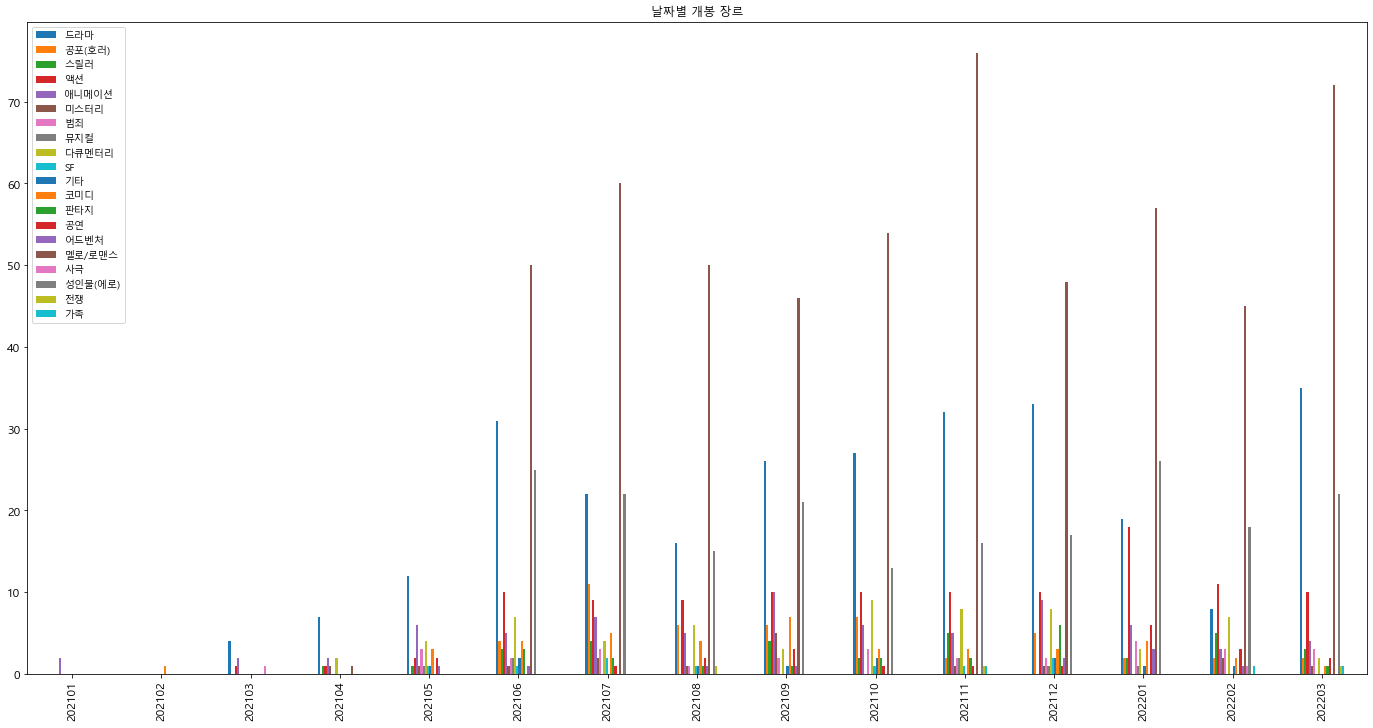 날짜별 개봉 장르
드라마
공포(호러)
스릴러
액션
애니메이션
미스터리
범죄
뮤지컬
다큐멘터리
SF
기타
코미디
판타지
공연
어드벤처
멜로/로맨스
사극
성인물(에로)
전쟁
가족
70
60
50
40
30
20
10
0
202101
202102
202103
202104
202105
202106
202107
202108
202109
202110
202111
202112
202201
202202
202203